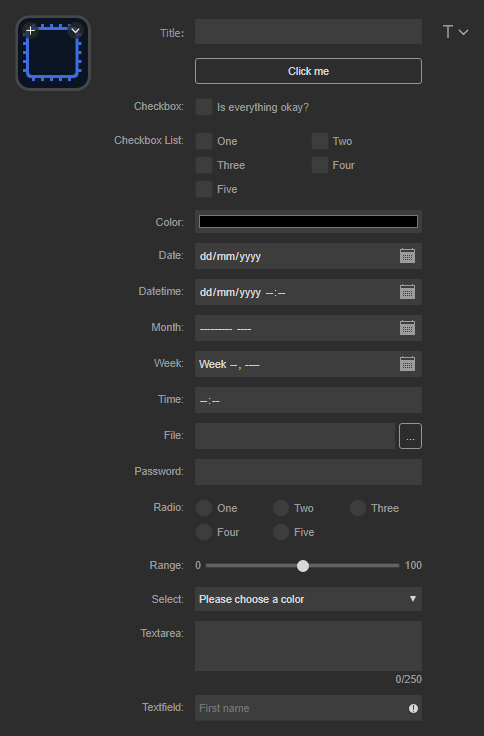 Title:
T
Click me
Checkbox: Is everything okay?
Checkbox List: One Two
Three Four
Five
Color:
Date: dd/mm/yyyy
Datetime: dd/mm/yyyy --:--
Month: --------- ----
Week: Week --, ----
Time: --:--
File: ...
Password:
Radio: One Two Three
Four Five
Range: 0 100
Select: Please choose a color
Textarea:
0/250
Textfield: First name